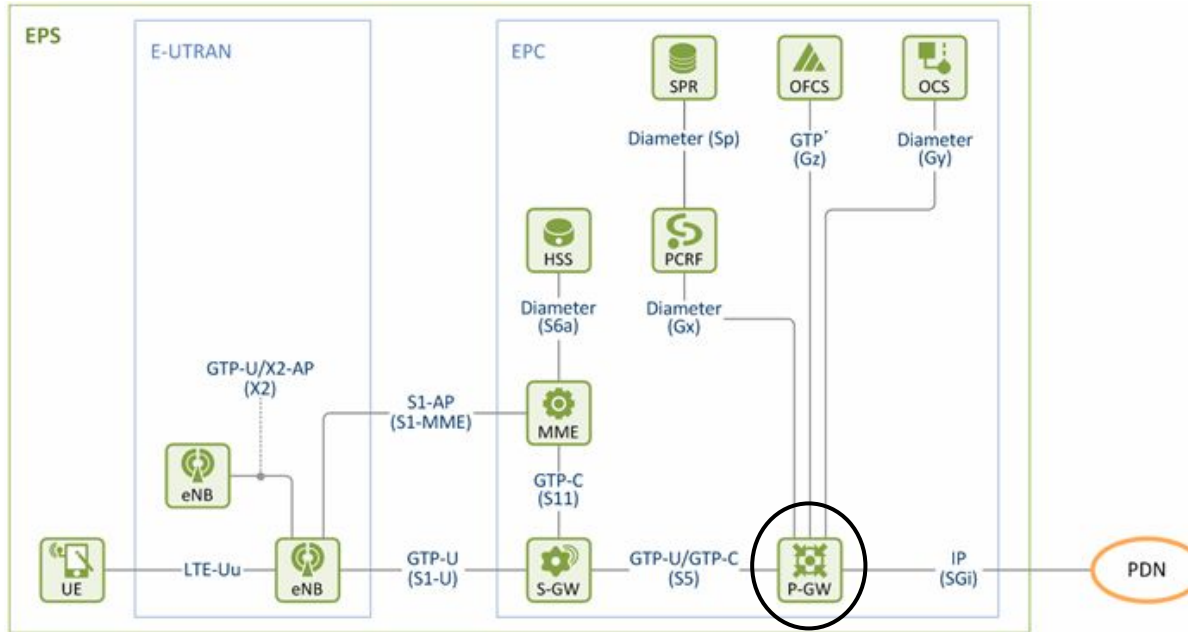 EPS
E-UTRAN
EPC
SPR
OFCS
OCS
Diameter (Sp)
GTP'
(Gz)
Diameter
(Gy)
HSS
PCRF
Diameter
(S6a)
Diameter
(Gx)
GTP-U/X2-AP
(X2)
S1-AP
(S1-MME)
MME
eNB
GTP-C
(S11)
UE
LTE-Uu
eNB
GTP-U
(S1-U)
S-GW
GTP-U/GTP-C
(S5)
P-GW
IP
(SGi)
PDN